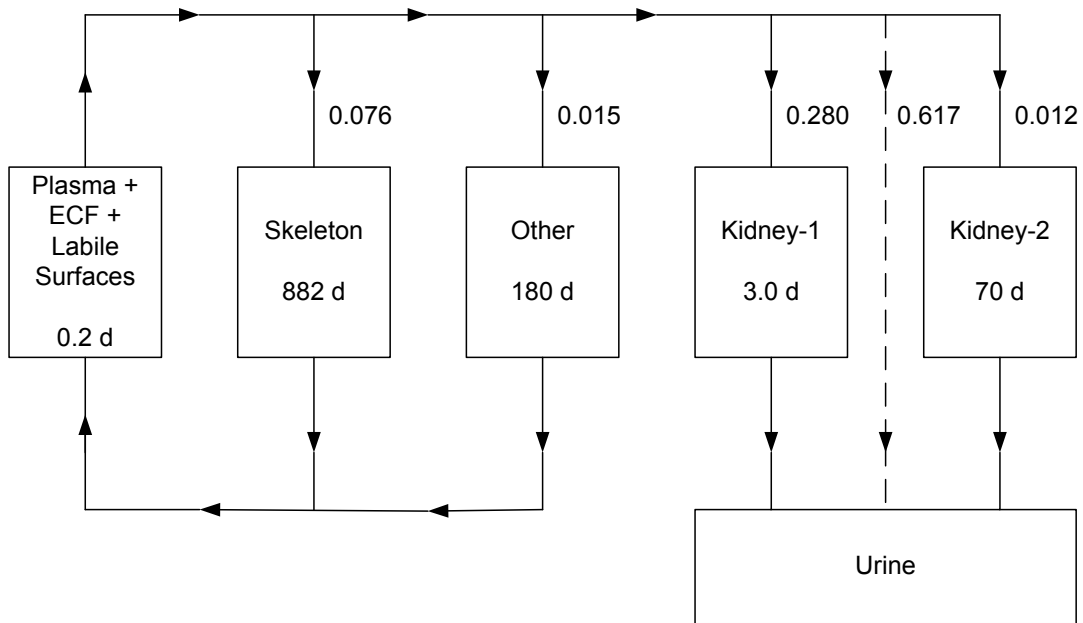 0.076
0.015
0.280
0.617
0.012
Plasma +
ECF +
Labile
Surfaces
0.2 d
Skeleton
882 d
Other
180 d
Kidney-1
3.0 d
Kidney-2
70 d
Urine